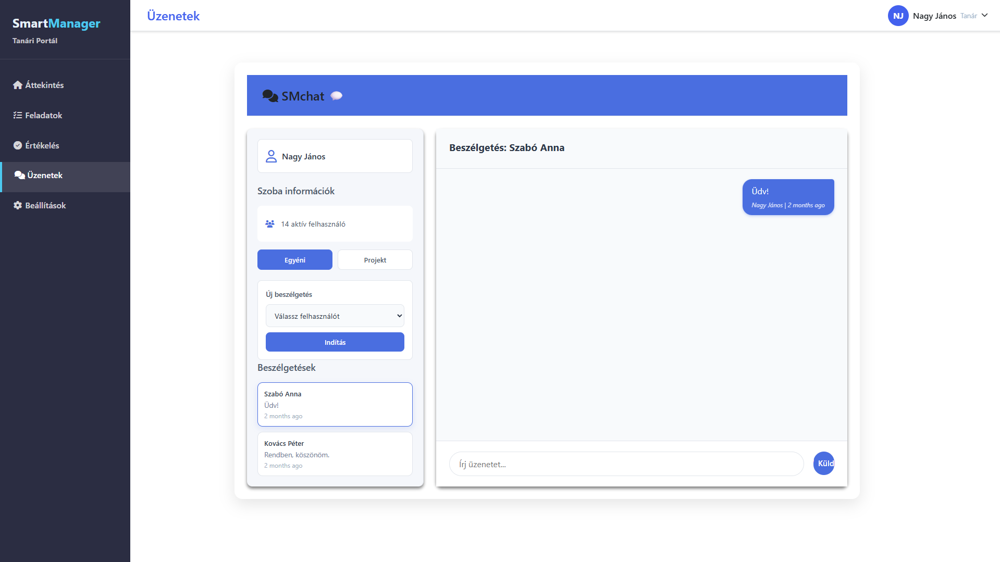 SmartManager
Tanári Portál
Áttekintés
Feladatok
Értékelés
Üzenetek
Beállítások
Üzenetek
NJ Nagy János Tanár
SMchat
Nagy János
Szoba információk
14 aktív felhasználó
Egyéni Projekt
Új beszélgetés
Válassz felhasználót
Indítás
Beszélgetések
Szabó Anna
Üdv!
2 months ago
Kovács Péter
Rendben, köszönöm.
2 months ago
Beszélgetés: Szabó Anna
Üdv!
Nagy János | 2 months ago
Írj üzenetet...
Küld